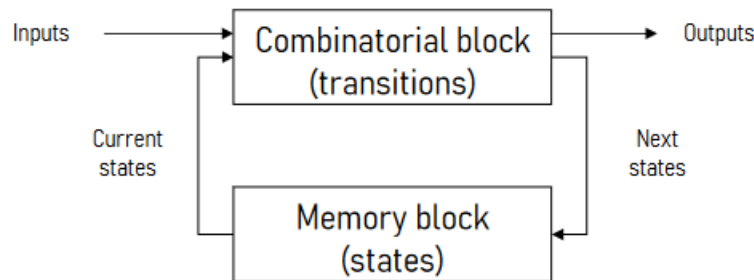 Inputs
Combinatorial block
(transitions)
Outputs
Current
states
Next
states
Memory block
(states)